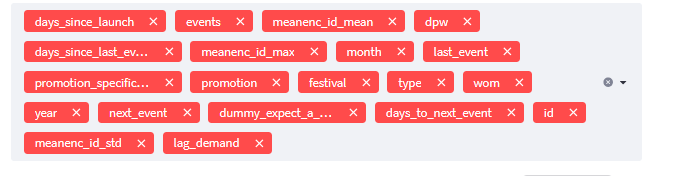 days_since_launch × events × meanenc_id_mean × dpw ×
days_since_last_ev... × meanenc_id_max × month × last_event ×
promotion_specific... × promotion × festival × type × wom ×
year × next_event × dummy_expect_a_... × days_to_next_event × id ×
meanenc_id_std × lag_demand ×